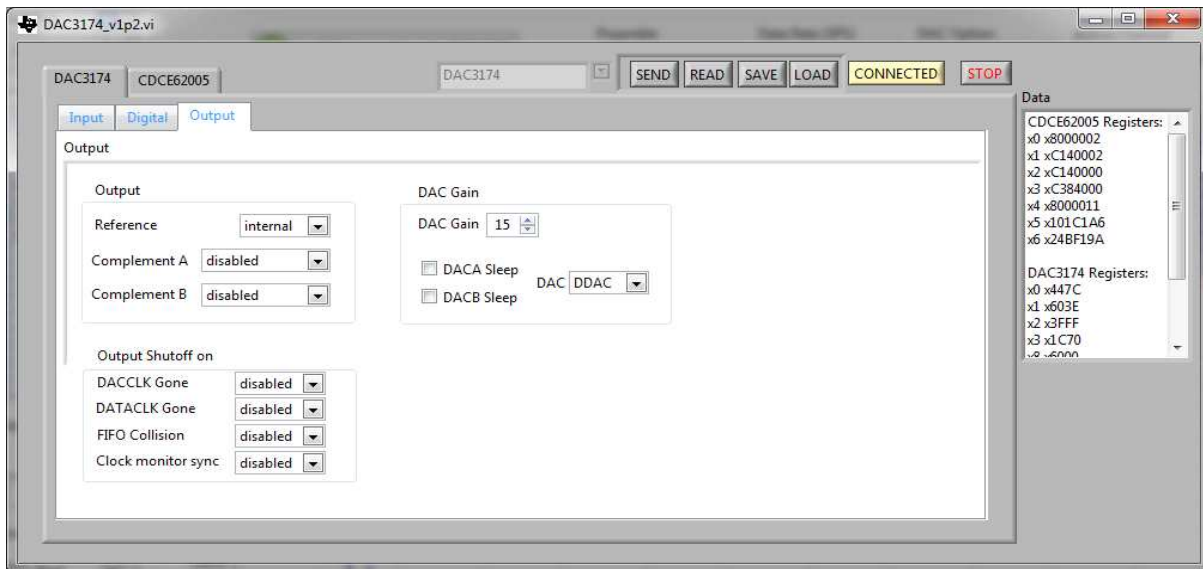 DAC3174_v1p2.vi
DAC3174 CDCE62005 DAC3174 SEND READ SAVE LOAD CONNECTED STOP
Input Digital Output
Output
Output
Reference internal
Complement A disabled
Complement B disabled
DAC Gain
DAC Gain 15
DACA Sleep
DACB Sleep
DAC DDAC
Output Shutoff on
DACCLK Gone disabled
DATACLK Gone disabled
FIFO Collision disabled
Clock monitor sync disabled
Data
CDCE62005 Registers:
x0 x8000002
x1 xC140002
x2 xC140000
x3 xC384000
x4 x8000011
x5 x101C1A6
x6 x24BF19A
DAC3174 Registers:
x0 x447C
x1 x603E
x2 x3FFF
x3 x1C70
x8 x6000